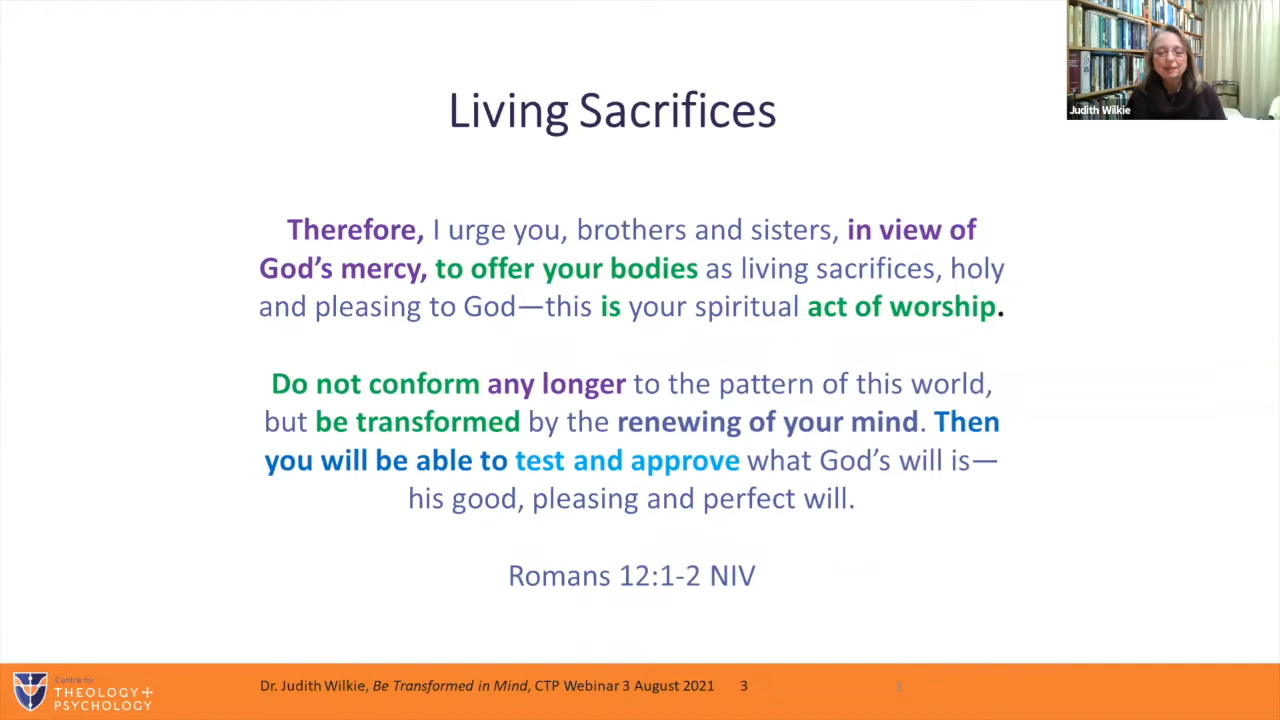 Judith Wilkie
Living Sacrifices
Therefore, I urge you, brothers and sisters, in view of
God’s mercy, to offer your bodies as living sacrifices, holy
and pleasing to God—this is your spiritual act of worship.
Do not conform any longer to the pattern of this world,
but be transformed by the renewing of your mind. Then
you will be able to test and approve what God’s will is—
his good, pleasing and perfect will.
Romans 12:1-2 NIV
Centre for
THEOLOGY+
PSYCHOLOGY
Dr. Judith Wilkie, Be Transformed in Mind, CTP Webinar 3 August 2021 3
3